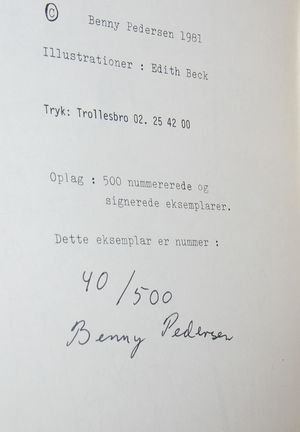 © Benny Pedersen 1981
Illustrationer : Edith Beck
Tryk: Trollesbro 02. 25 42 00
Oplag : 500 nummererede og
signerede eksemplarer.
Dette eksemplar er nummer :
40/500
Benny Pedersen